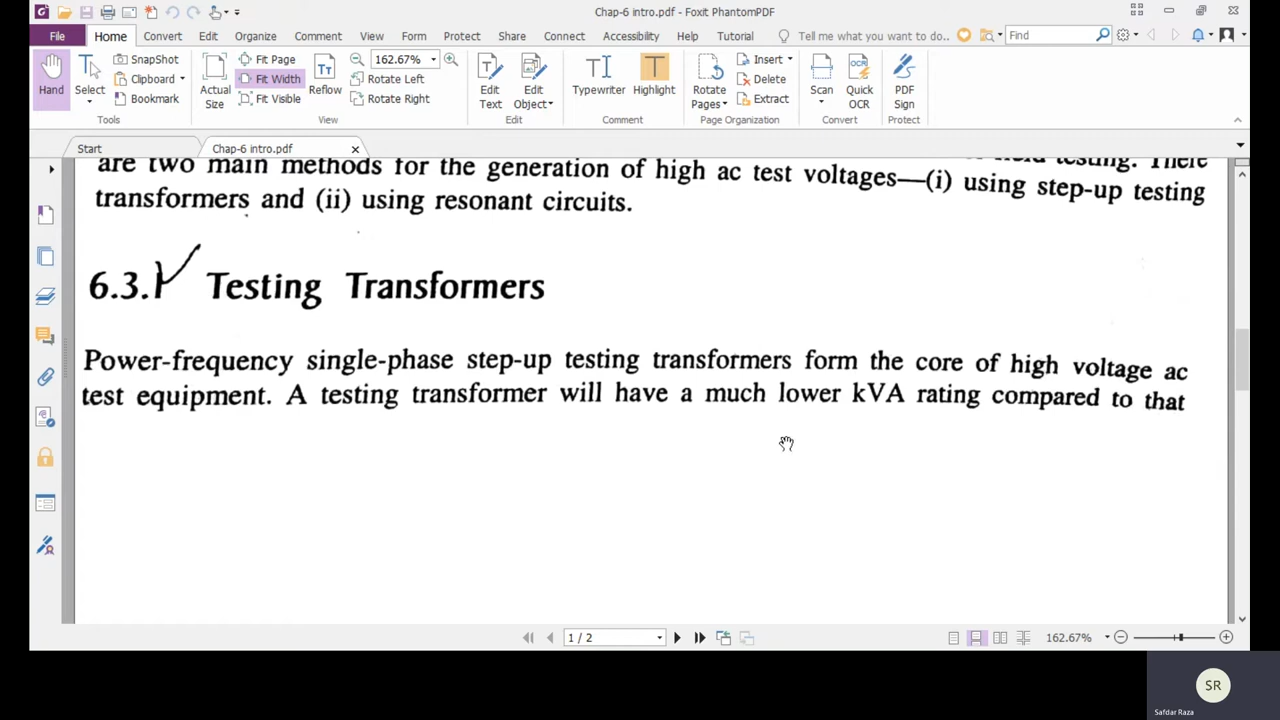 Chap-6 intro.pdf - Foxit PhantomPDF
File Home Convert Edit Organize Comment View Form Protect Share Connect Accessibility Help Tutorial Tell me what you want to do.. Find
Hand
Select
SnapShot
Clipboard
Bookmark
Tools
Actual Size
Fit Page
Fit Width
Fit Visible
Reflow
162.67%
Rotate Left
Rotate Right
View
Edit Text
Edit Object
Edit
Typewriter
Highlight
Comment
Rotate Pages
Insert
Delete
Extract
Page Organization
Scan
Quick OCR
Convert
PDF Sign
Protect
Start
Chap-6 intro.pdf
are two main methods for the generation of high ac test voltages—(i) using step-up testing
transformers and (ii) using resonant circuits.
6.3.1 Testing Transformers
Power-frequency single-phase step-up testing transformers form the core of high voltage ac
test equipment. A testing transformer will have a much lower kVA rating compared to that
1 / 2
162.67%
SR
Safdar Raza